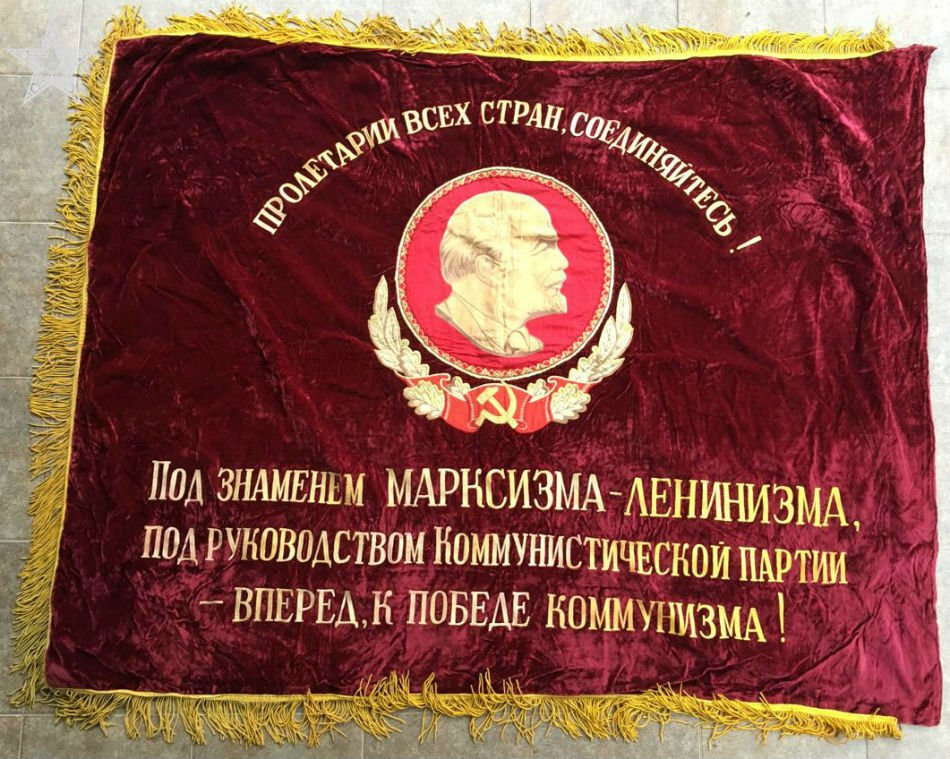 ПРОЛЕТАРИИ ВСЕХ СТРАН, СОЕДИНЯЙТЕСЬ!
Под знаменем МАРКСИЗМА-ЛЕНИНИЗМА,
под руководством Коммунистической партии
– вперед, к победе коммунизма!